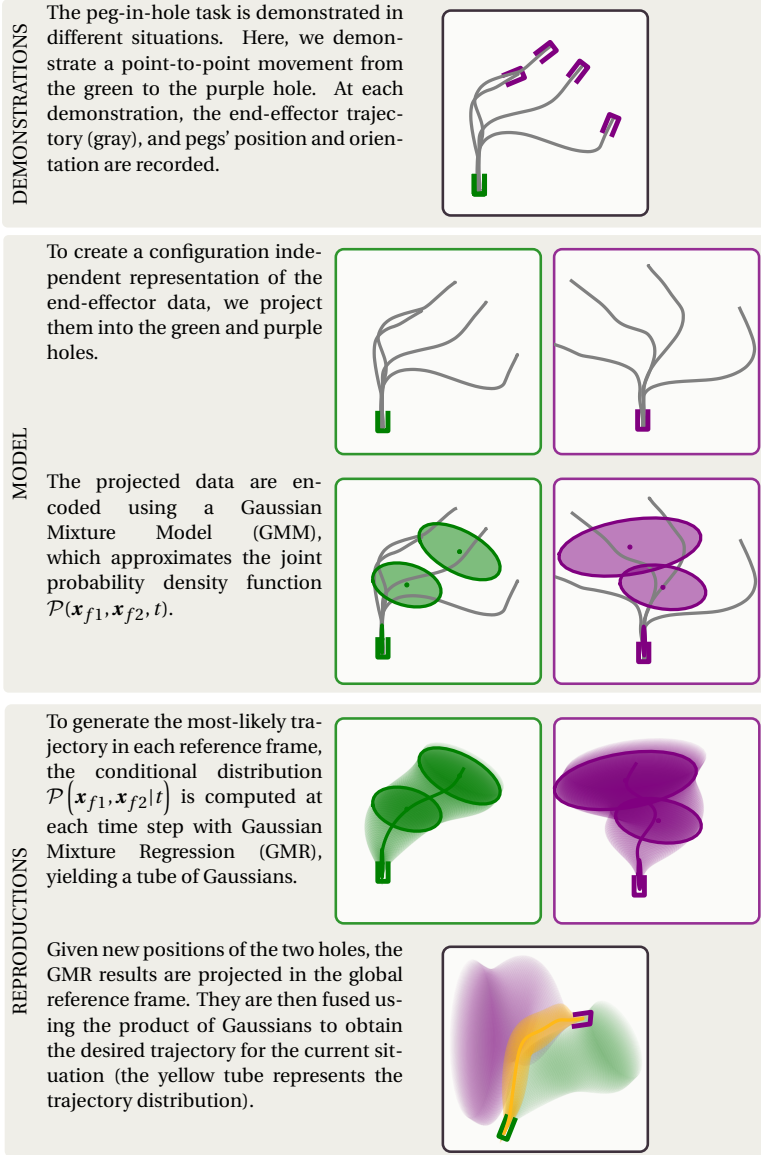 DEMONSTRATIONS
The peg-in-hole task is demonstrated in
different situations. Here, we demon-
strate a point-to-point movement from
the green to the purple hole. At each
demonstration, the end-effector trajec-
tory (gray), and pegs' position and orien-
tation are recorded.
MODEL
To create a configuration inde-
pendent representation of the
end-effector data, we project
them into the green and purple
holes.
The projected data are en-
coded using a Gaussian
Mixture Model (GMM),
which approximates the joint
probability density function
𝒫(𝒙f1, 𝒙f2, t).
REPRODUCTIONS
To generate the most-likely tra-
jectory in each reference frame,
the conditional distribution
𝒫(𝒙f1, 𝒙f2|t) is computed at
each time step with Gaussian
Mixture Regression (GMR),
yielding a tube of Gaussians.
Given new positions of the two holes, the
GMR results are projected in the global
reference frame. They are then fused us-
ing the product of Gaussians to obtain
the desired trajectory for the current sit-
uation (the yellow tube represents the
trajectory distribution).